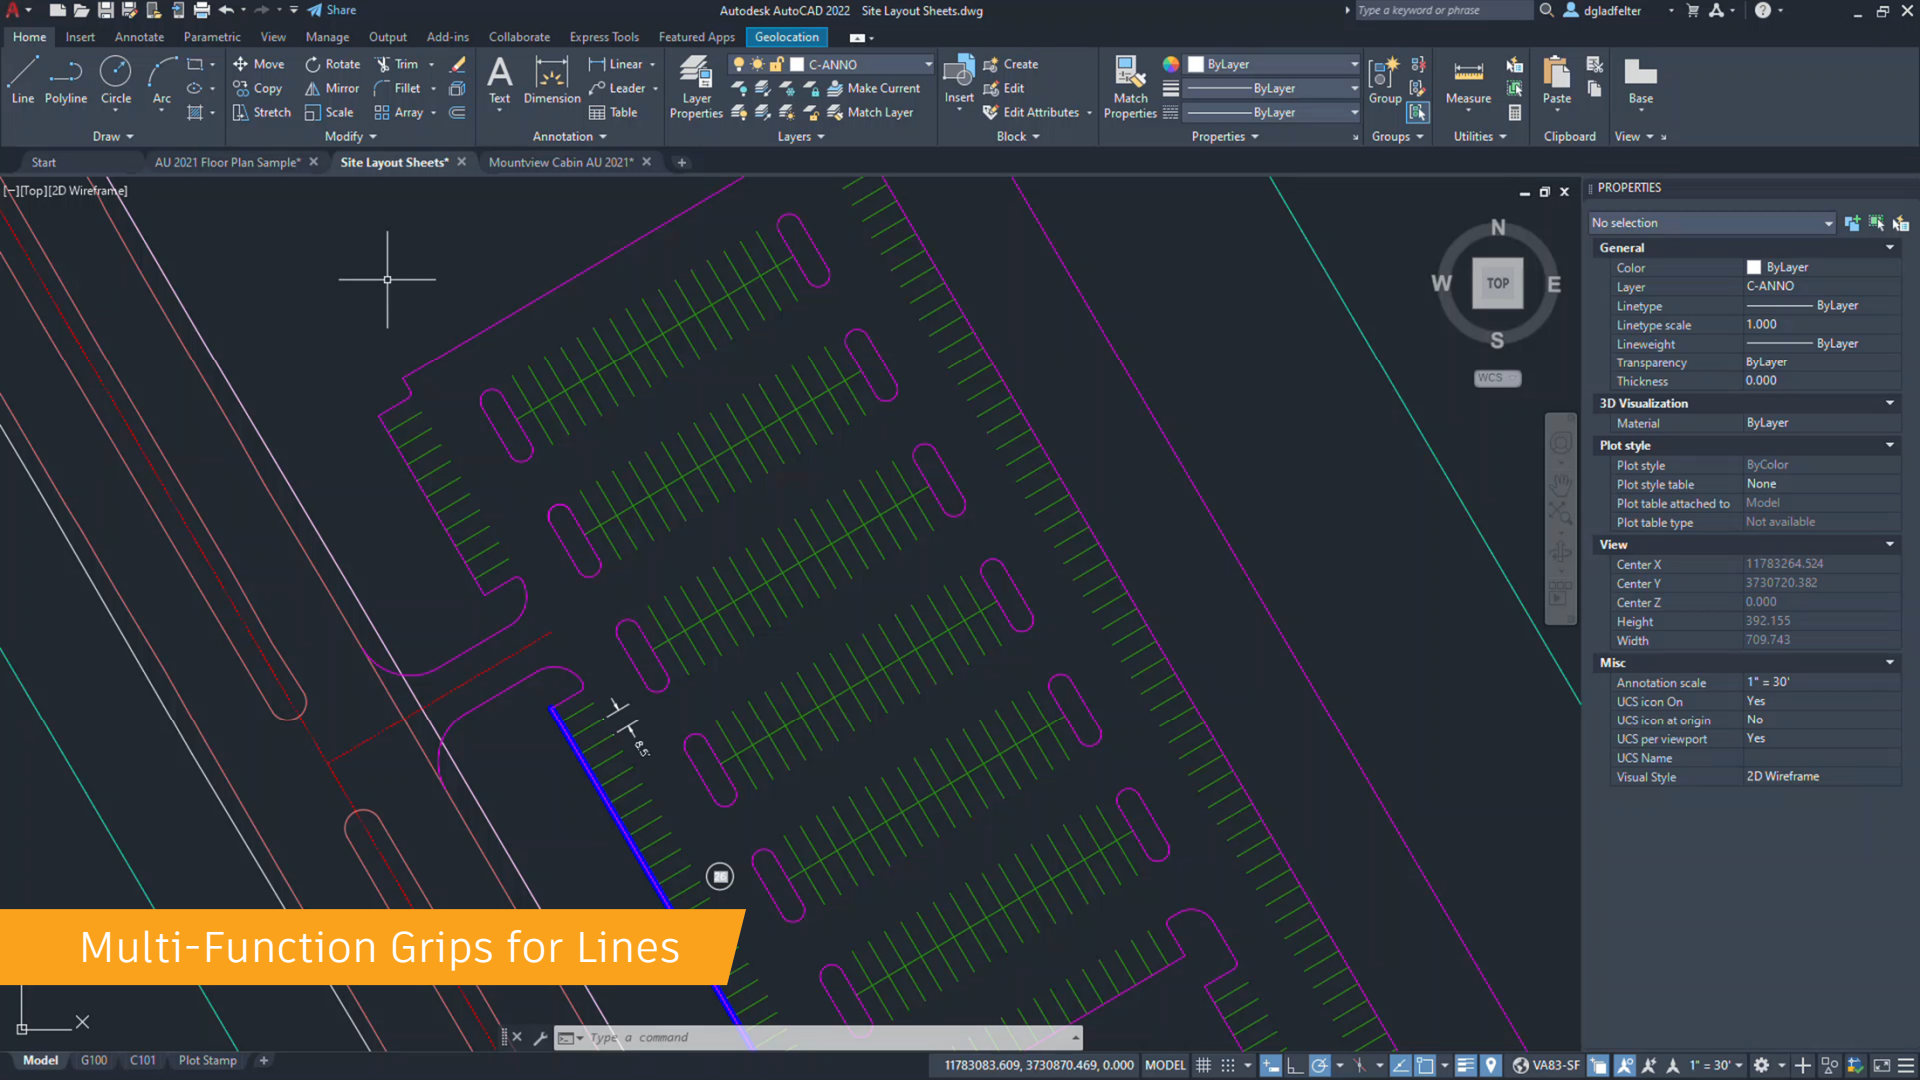 Share
Autodesk AutoCAD 2022 Site Layout Sheets.dwg
Type a keyword or phrase
dgladfelter
Home Insert Annotate Parametric View Manage Output Add-ins Collaborate Express Tools Featured Apps Geolocation
Line Polyline Circle Arc
Draw
Move Rotate Trim
Copy Mirror Fillet
Stretch Scale Array
Modify
Text Dimension
Linear
Leader
Table
Annotation
Layer Properties
C-ANNO
Make Current
Match Layer
Layers
Insert
Create
Edit
Edit Attributes
Block
Match Properties
ByLayer
ByLayer
ByLayer
Properties
Group
Groups
Measure
Utilities
Paste
Clipboard
Base
View
Start AU 2021 Floor Plan Sample* Site Layout Sheets* Mountview Cabin AU 2021*
[−][Top][2D Wireframe]
N
W TOP E
S
WCS
8.5'
26
PROPERTIES
No selection
General
Color ByLayer
Layer C-ANNO
Linetype ByLayer
Linetype scale 1.000
Lineweight ByLayer
Transparency ByLayer
Thickness 0.000
3D Visualization
Material ByLayer
Plot style
Plot style ByColor
Plot style table None
Plot table attached to Model
Plot table type Not available
View
Center X 11783264.524
Center Y 3730720.382
Center Z 0.000
Height 392.155
Width 709.743
Misc
Annotation scale 1" = 30'
UCS icon On Yes
UCS icon at origin No
UCS per viewport Yes
UCS Name
Visual Style 2D Wireframe
Multi-Function Grips for Lines
Type a command
Model G100 C101 Plot Stamp
11783083.609, 3730870.469, 0.000 MODEL
VA83-SF
1" = 30'